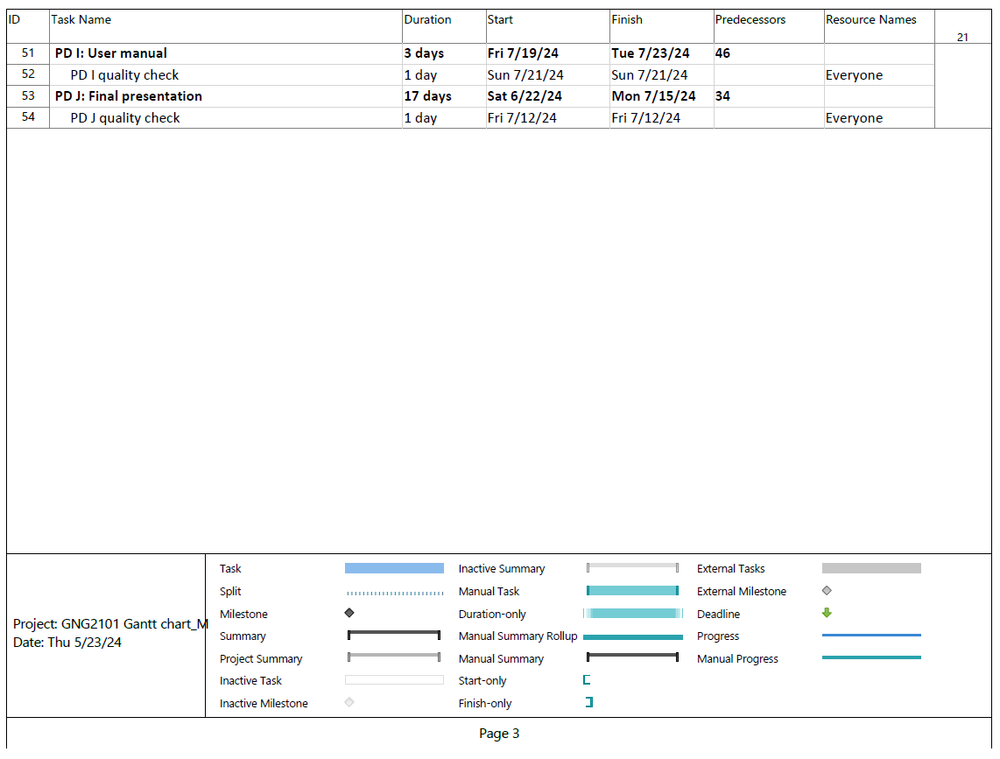 ID Task Name Duration Start Finish Predecessors Resource Names
21
51 PD I: User manual 3 days Fri 7/19/24 Tue 7/23/24 46
52 PD I quality check 1 day Sun 7/21/24 Sun 7/21/24 Everyone
53 PD J: Final presentation 17 days Sat 6/22/24 Mon 7/15/24 34
54 PD J quality check 1 day Fri 7/12/24 Fri 7/12/24 Everyone
Project: GNG2101 Gantt chart_M
Date: Thu 5/23/24
Task
Split
Milestone
Summary
Project Summary
Inactive Task
Inactive Milestone
Inactive Summary
Manual Task
Duration-only
Manual Summary Rollup
Manual Summary
Start-only
Finish-only
External Tasks
External Milestone
Deadline
Progress
Manual Progress
Page 3